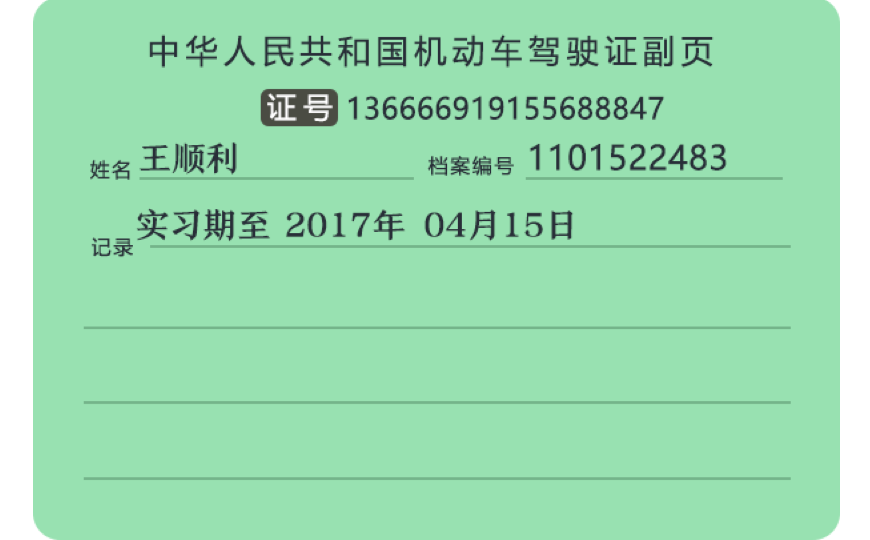 中华人民共和国机动车驾驶证副页
证号 136666919155688847
姓名 王顺利 档案编号 1101522483
记录 实习期至 2017年 04月15日